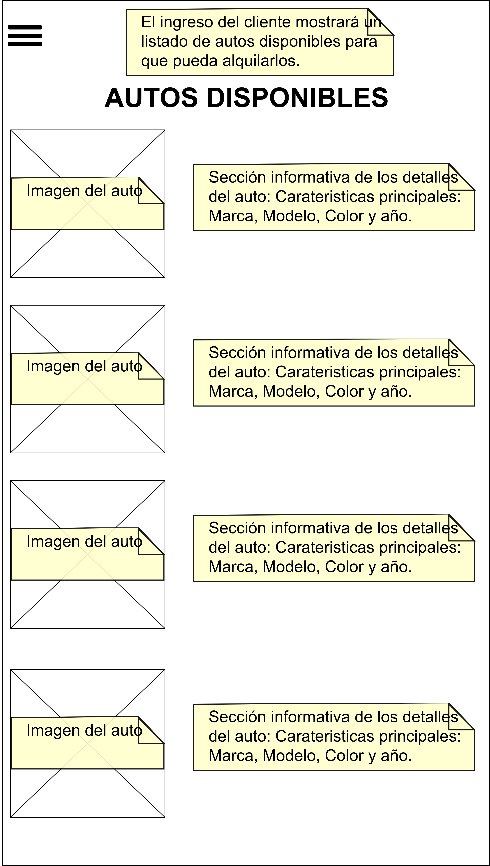 El ingreso del cliente mostrará un
listado de autos disponibles para
que pueda alquilarlos.
AUTOS DISPONIBLES
Imagen del auto
Sección informativa de los detalles
del auto: Carateristicas principales:
Marca, Modelo, Color y año.
Imagen del auto
Sección informativa de los detalles
del auto: Carateristicas principales:
Marca, Modelo, Color y año.
Imagen del auto
Sección informativa de los detalles
del auto: Carateristicas principales:
Marca, Modelo, Color y año.
Imagen del auto
Sección informativa de los detalles
del auto: Carateristicas principales:
Marca, Modelo, Color y año.